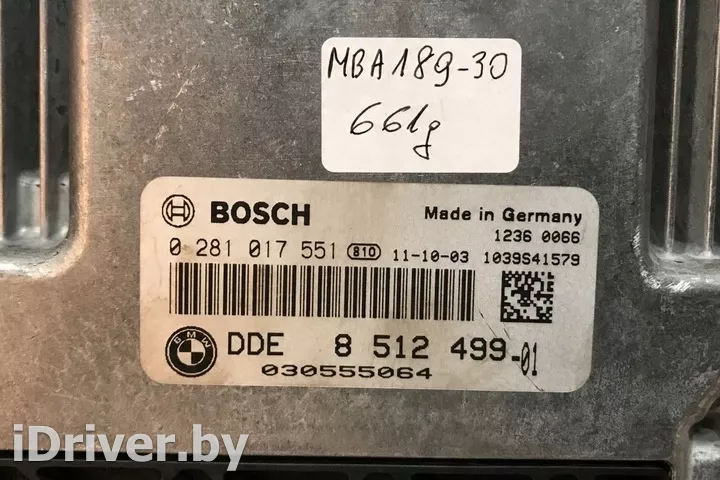 MBA189-30
661g
BOSCH
Made in Germany
1236 0066
0 281 017 551 810 11-10-03 1039S41579
BMW
DDE 8 512 499-01
030555064
iDriver.by